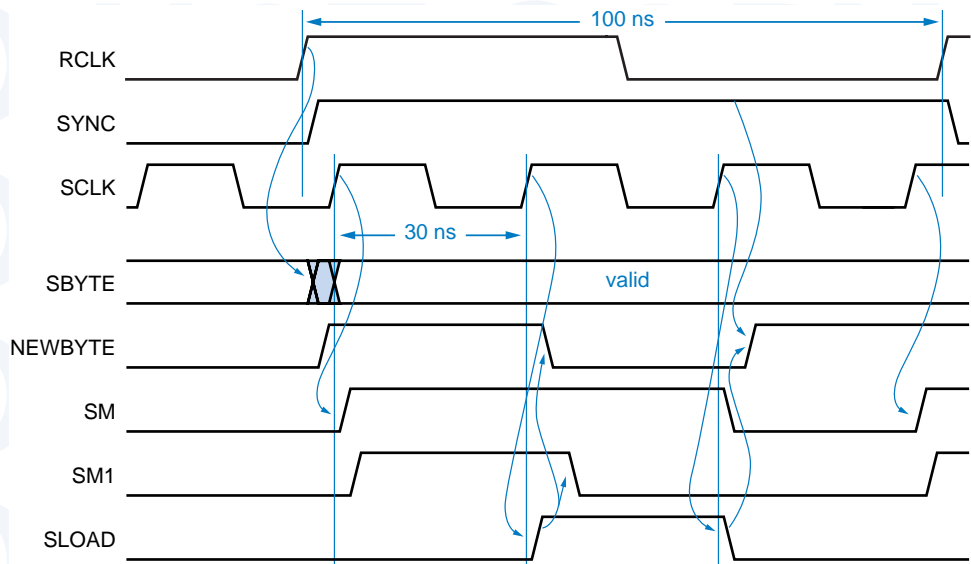 100 ns
RCLK
SYNC
SCLK
30 ns
SBYTE
valid
NEWBYTE
SM
SM1
SLOAD